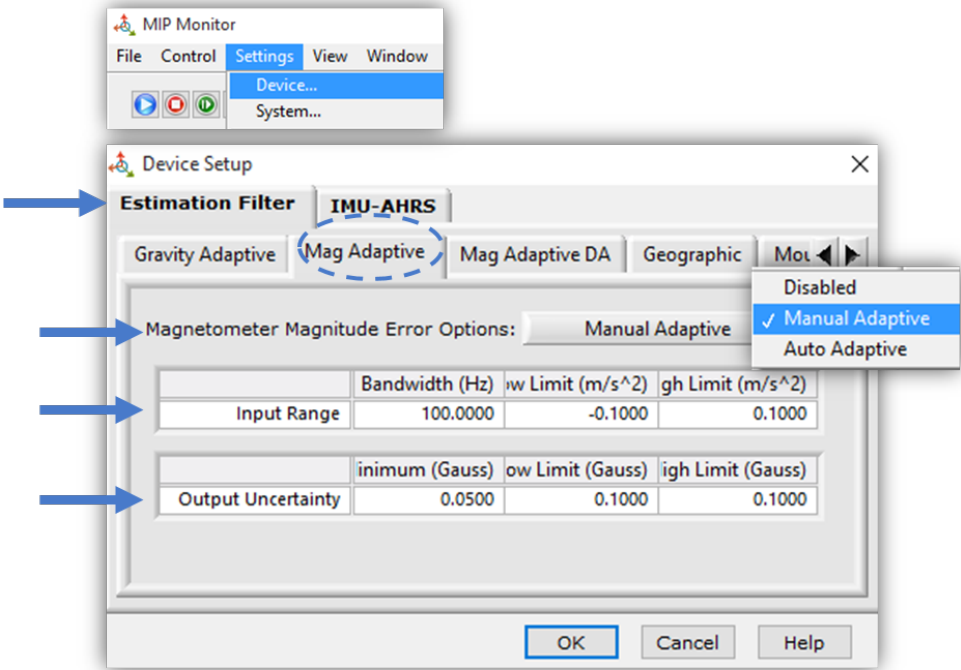 MIP Monitor
File Control Settings View Window
Device...
System...
Device Setup
Estimation Filter IMU-AHRS
Gravity Adaptive Mag Adaptive Mag Adaptive DA Geographic Mou
Disabled
Magnetometer Magnitude Error Options: Manual Adaptive
✓ Manual Adaptive
Auto Adaptive
Bandwidth (Hz) ow Limit (m/s^2) gh Limit (m/s^2)
Input Range 100.0000 -0.1000 0.1000
inimum (Gauss) ow Limit (Gauss) igh Limit (Gauss)
Output Uncertainty 0.0500 0.1000 0.1000
OK Cancel Help